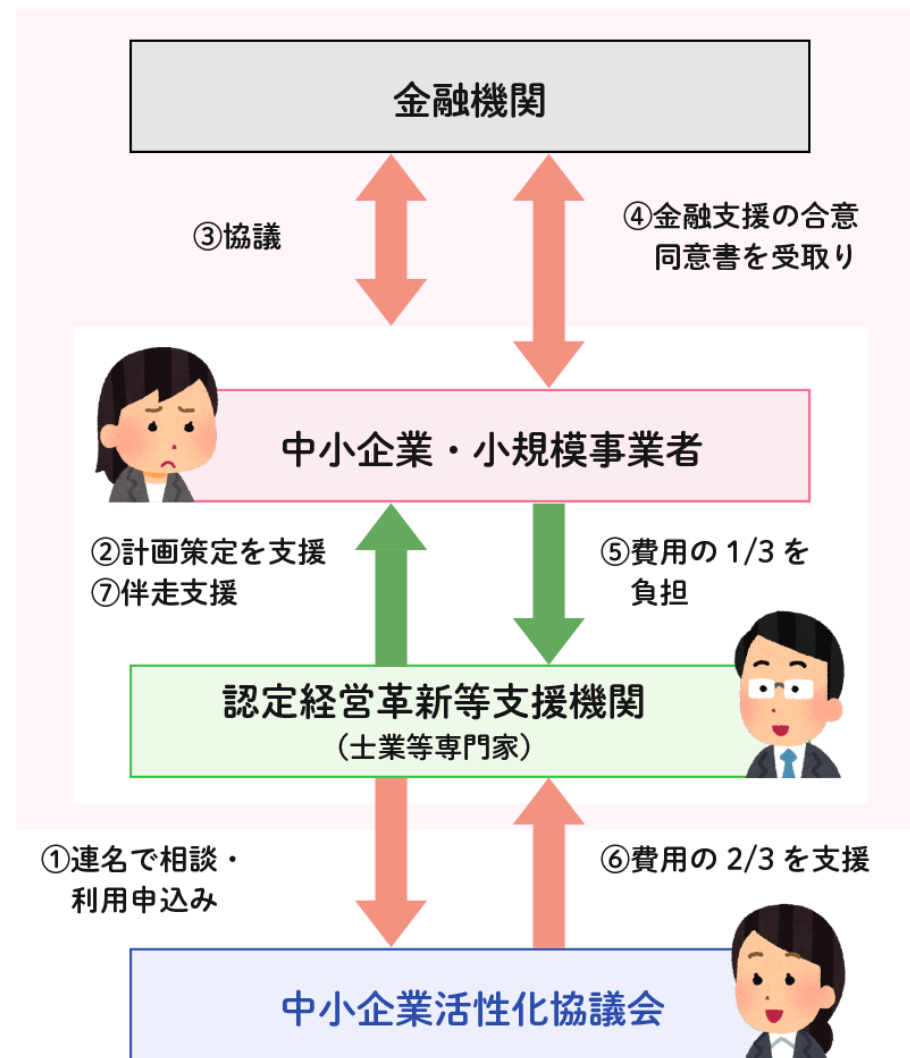 金融機関
③協議
④金融支援の合意
同意書を受取り
中小企業・小規模事業者
②計画策定を支援
⑦伴走支援
⑤費用の1/3を
負担
認定経営革新等支援機関
(士業等専門家)
①連名で相談・
利用申込み
⑥費用の2/3を支援
中小企業活性化協議会